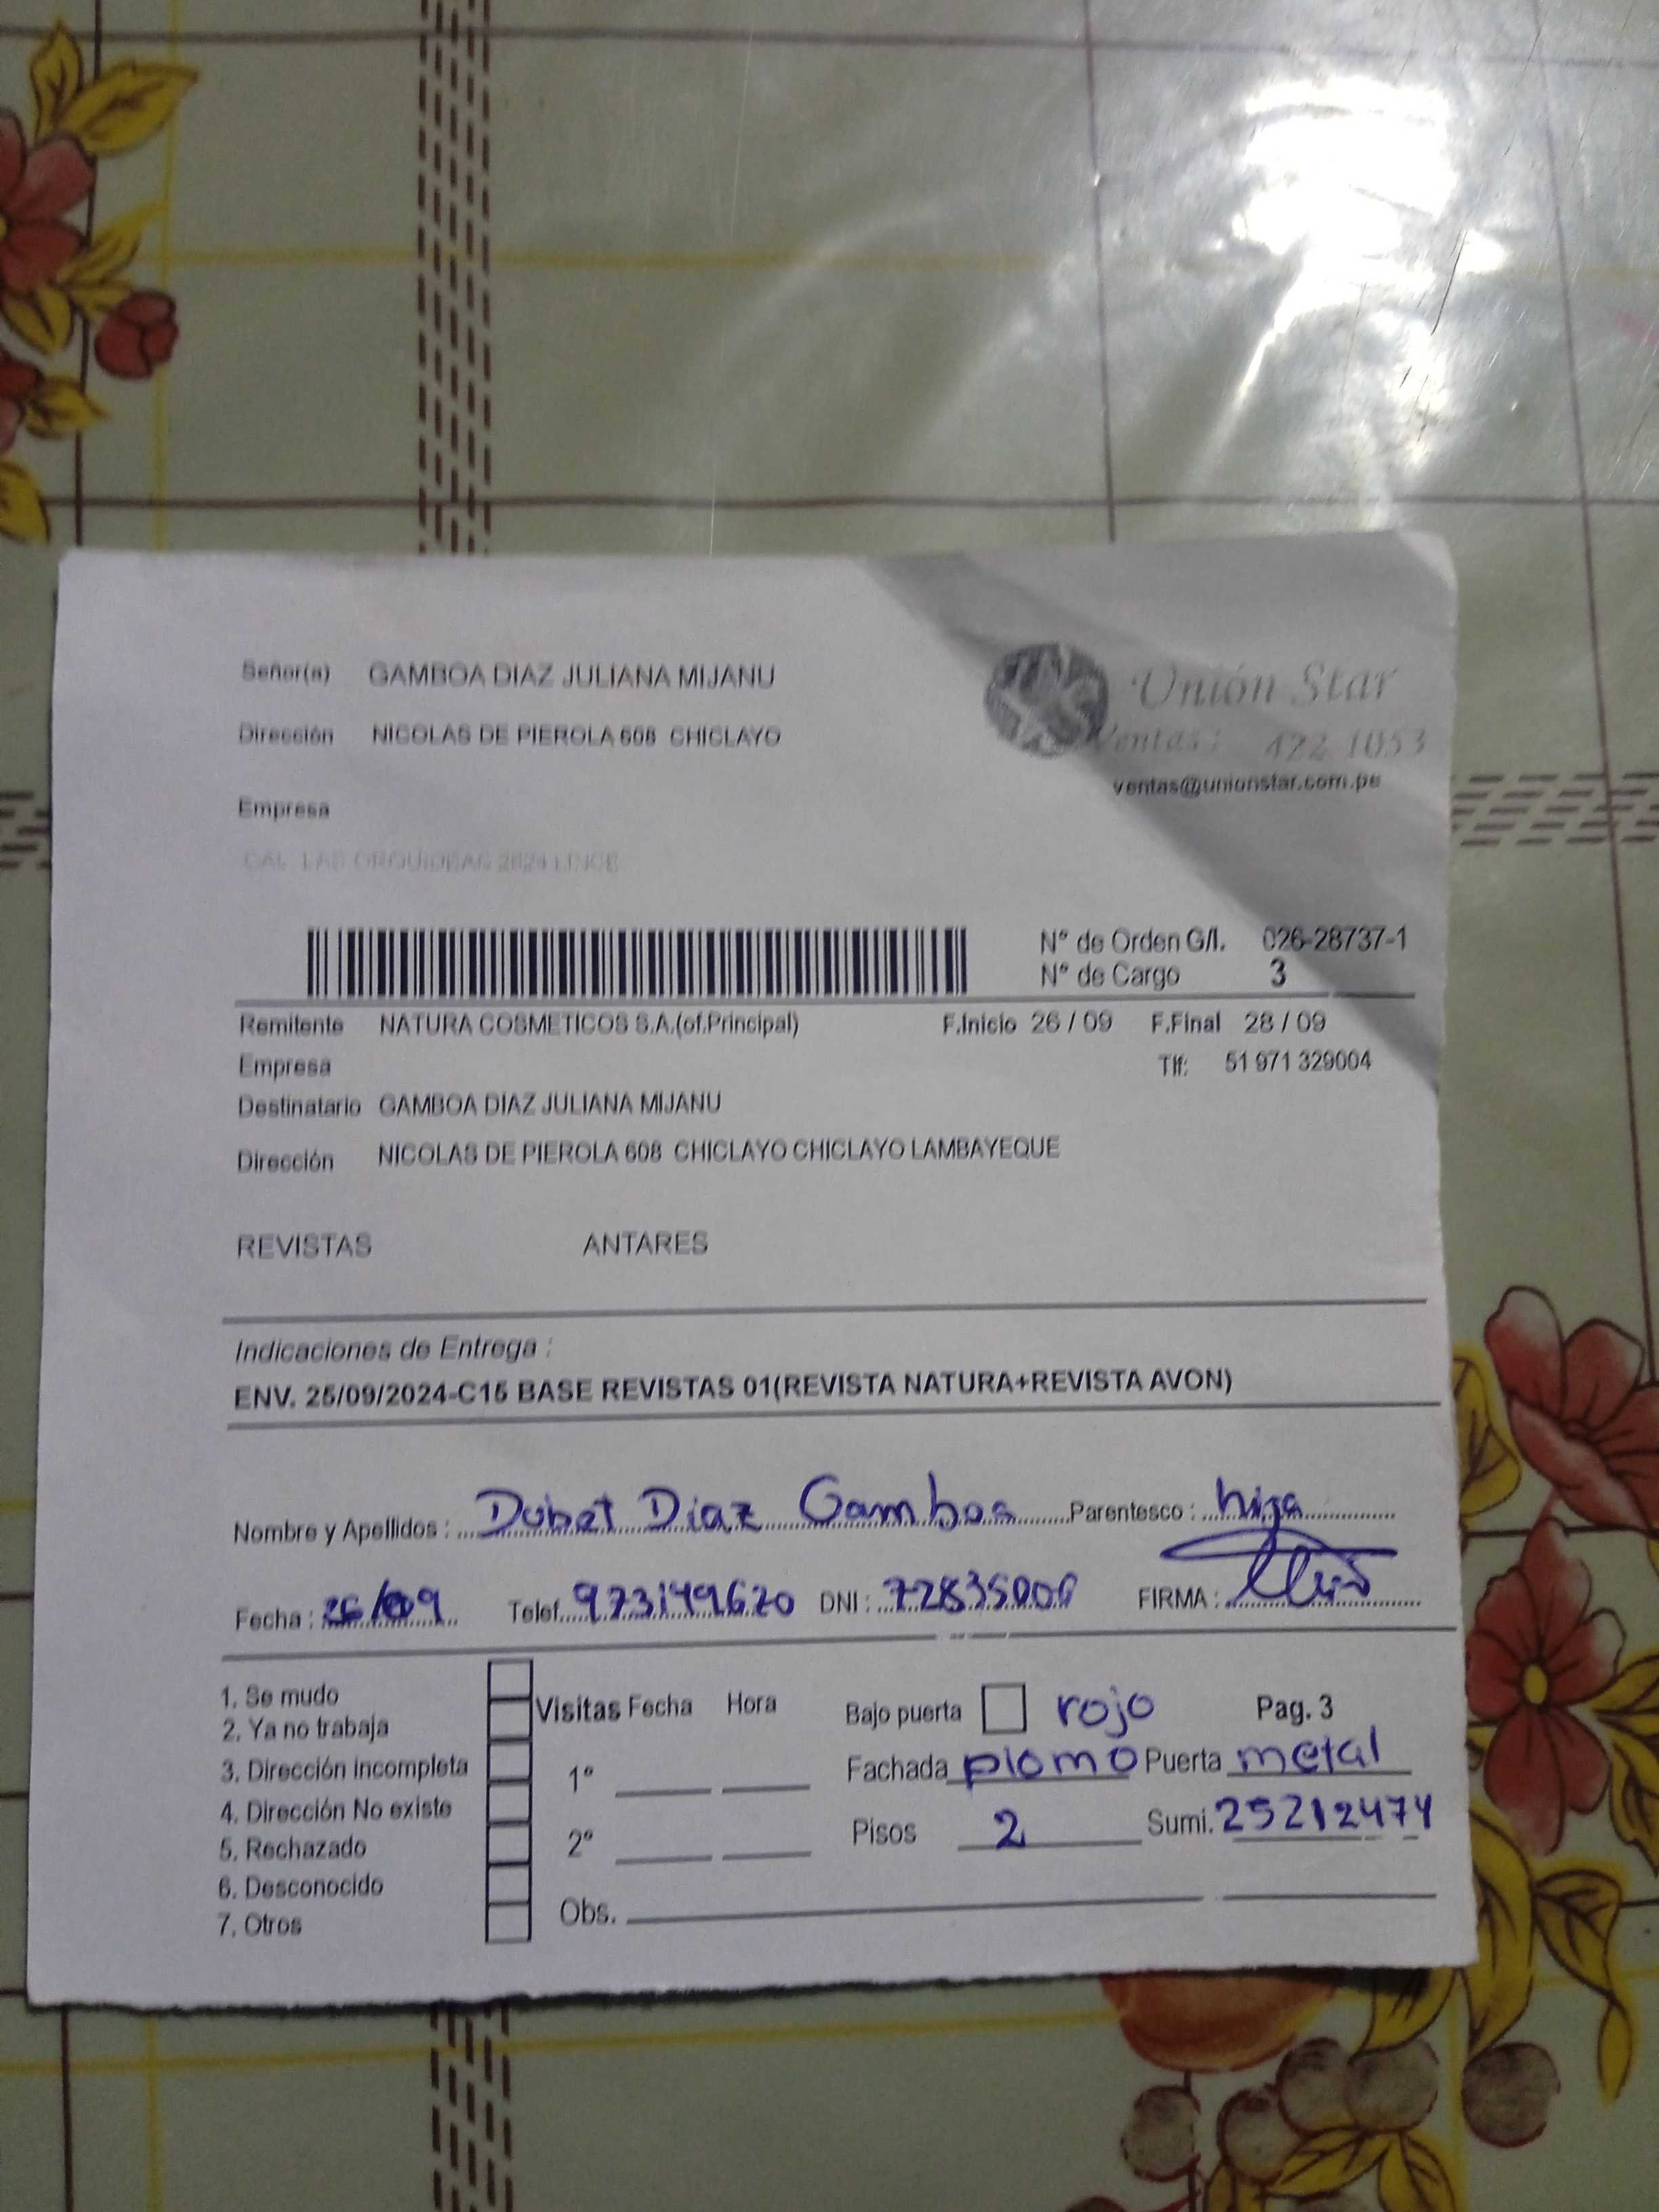 Señor(a) GAMBOA DIAZ JULIANA MIJANU
Unión Star
Dirección NICOLAS DE PIEROLA 608 CHICLAYO
Ventas: 422 1053
ventas@unionstar.com.pe
Empresa
CAL LAS ORQUIDEAS 2624 LINCE
N° de Orden G/I. 026-28737-1
N° de Cargo 3
Remitente NATURA COSMETICOS S.A.(of.Principal) F.Inicio 26 / 09 F.Final 28 / 09
Empresa Tlf: 51 971 329004
Destinatario GAMBOA DIAZ JULIANA MIJANU
Dirección NICOLAS DE PIEROLA 608 CHICLAYO CHICLAYO LAMBAYEQUE
REVISTAS ANTARES
Indicaciones de Entrega :
ENV. 25/09/2024-C15 BASE REVISTAS 01(REVISTA NATURA+REVISTA AVON)
Nombre y Apellidos : Diaz Gamboa Parentesco : hija
Fecha : 26/09 Telef. 973149670 DNI : FIRMA :
1. Se mudo
2. Ya no trabaja
3. Dirección incompleta
4. Dirección No existe
5. Rechazado
6. Desconocido
7. Otros
Visitas Fecha Hora
1°
2°
Obs.
Bajo puerta rojo Pag. 3
Fachada plomo Puerta metal
Pisos 2 Sumi. 25212474